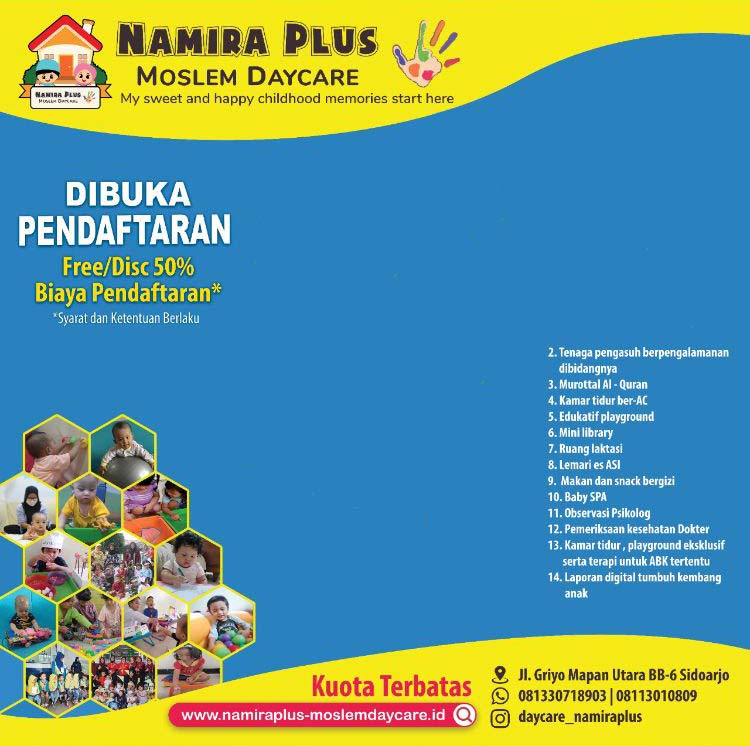 NAMIRA PLUS
MOSLEM DAYCARE
My sweet and happy childhood memories start here
NAMIRA PLUS
MOSLEM DAYCARE
DIBUKA
PENDAFTARAN
Free/Disc 50%
Biaya Pendaftaran*
*Syarat dan Ketentuan Berlaku
2. Tenaga pengasuh berpengalamanan
dibidangnya
3. Murottal Al - Quran
4. Kamar tidur ber-AC
5. Edukatif playground
6. Mini library
7. Ruang laktasi
8. Lemari es ASI
9. Makan dan snack bergizi
10. Baby SPA
11. Observasi Psikolog
12. Pemeriksaan kesehatan Dokter
13. Kamar tidur , playground eksklusif
serta terapi untuk ABK tertentu
14. Laporan digital tumbuh kembang
anak
Kuota Terbatas
www.namiraplus-moslemdaycare.id
Jl. Griyo Mapan Utara BB-6 Sidoarjo
081330718903 | 08113010809
daycare_namiraplus